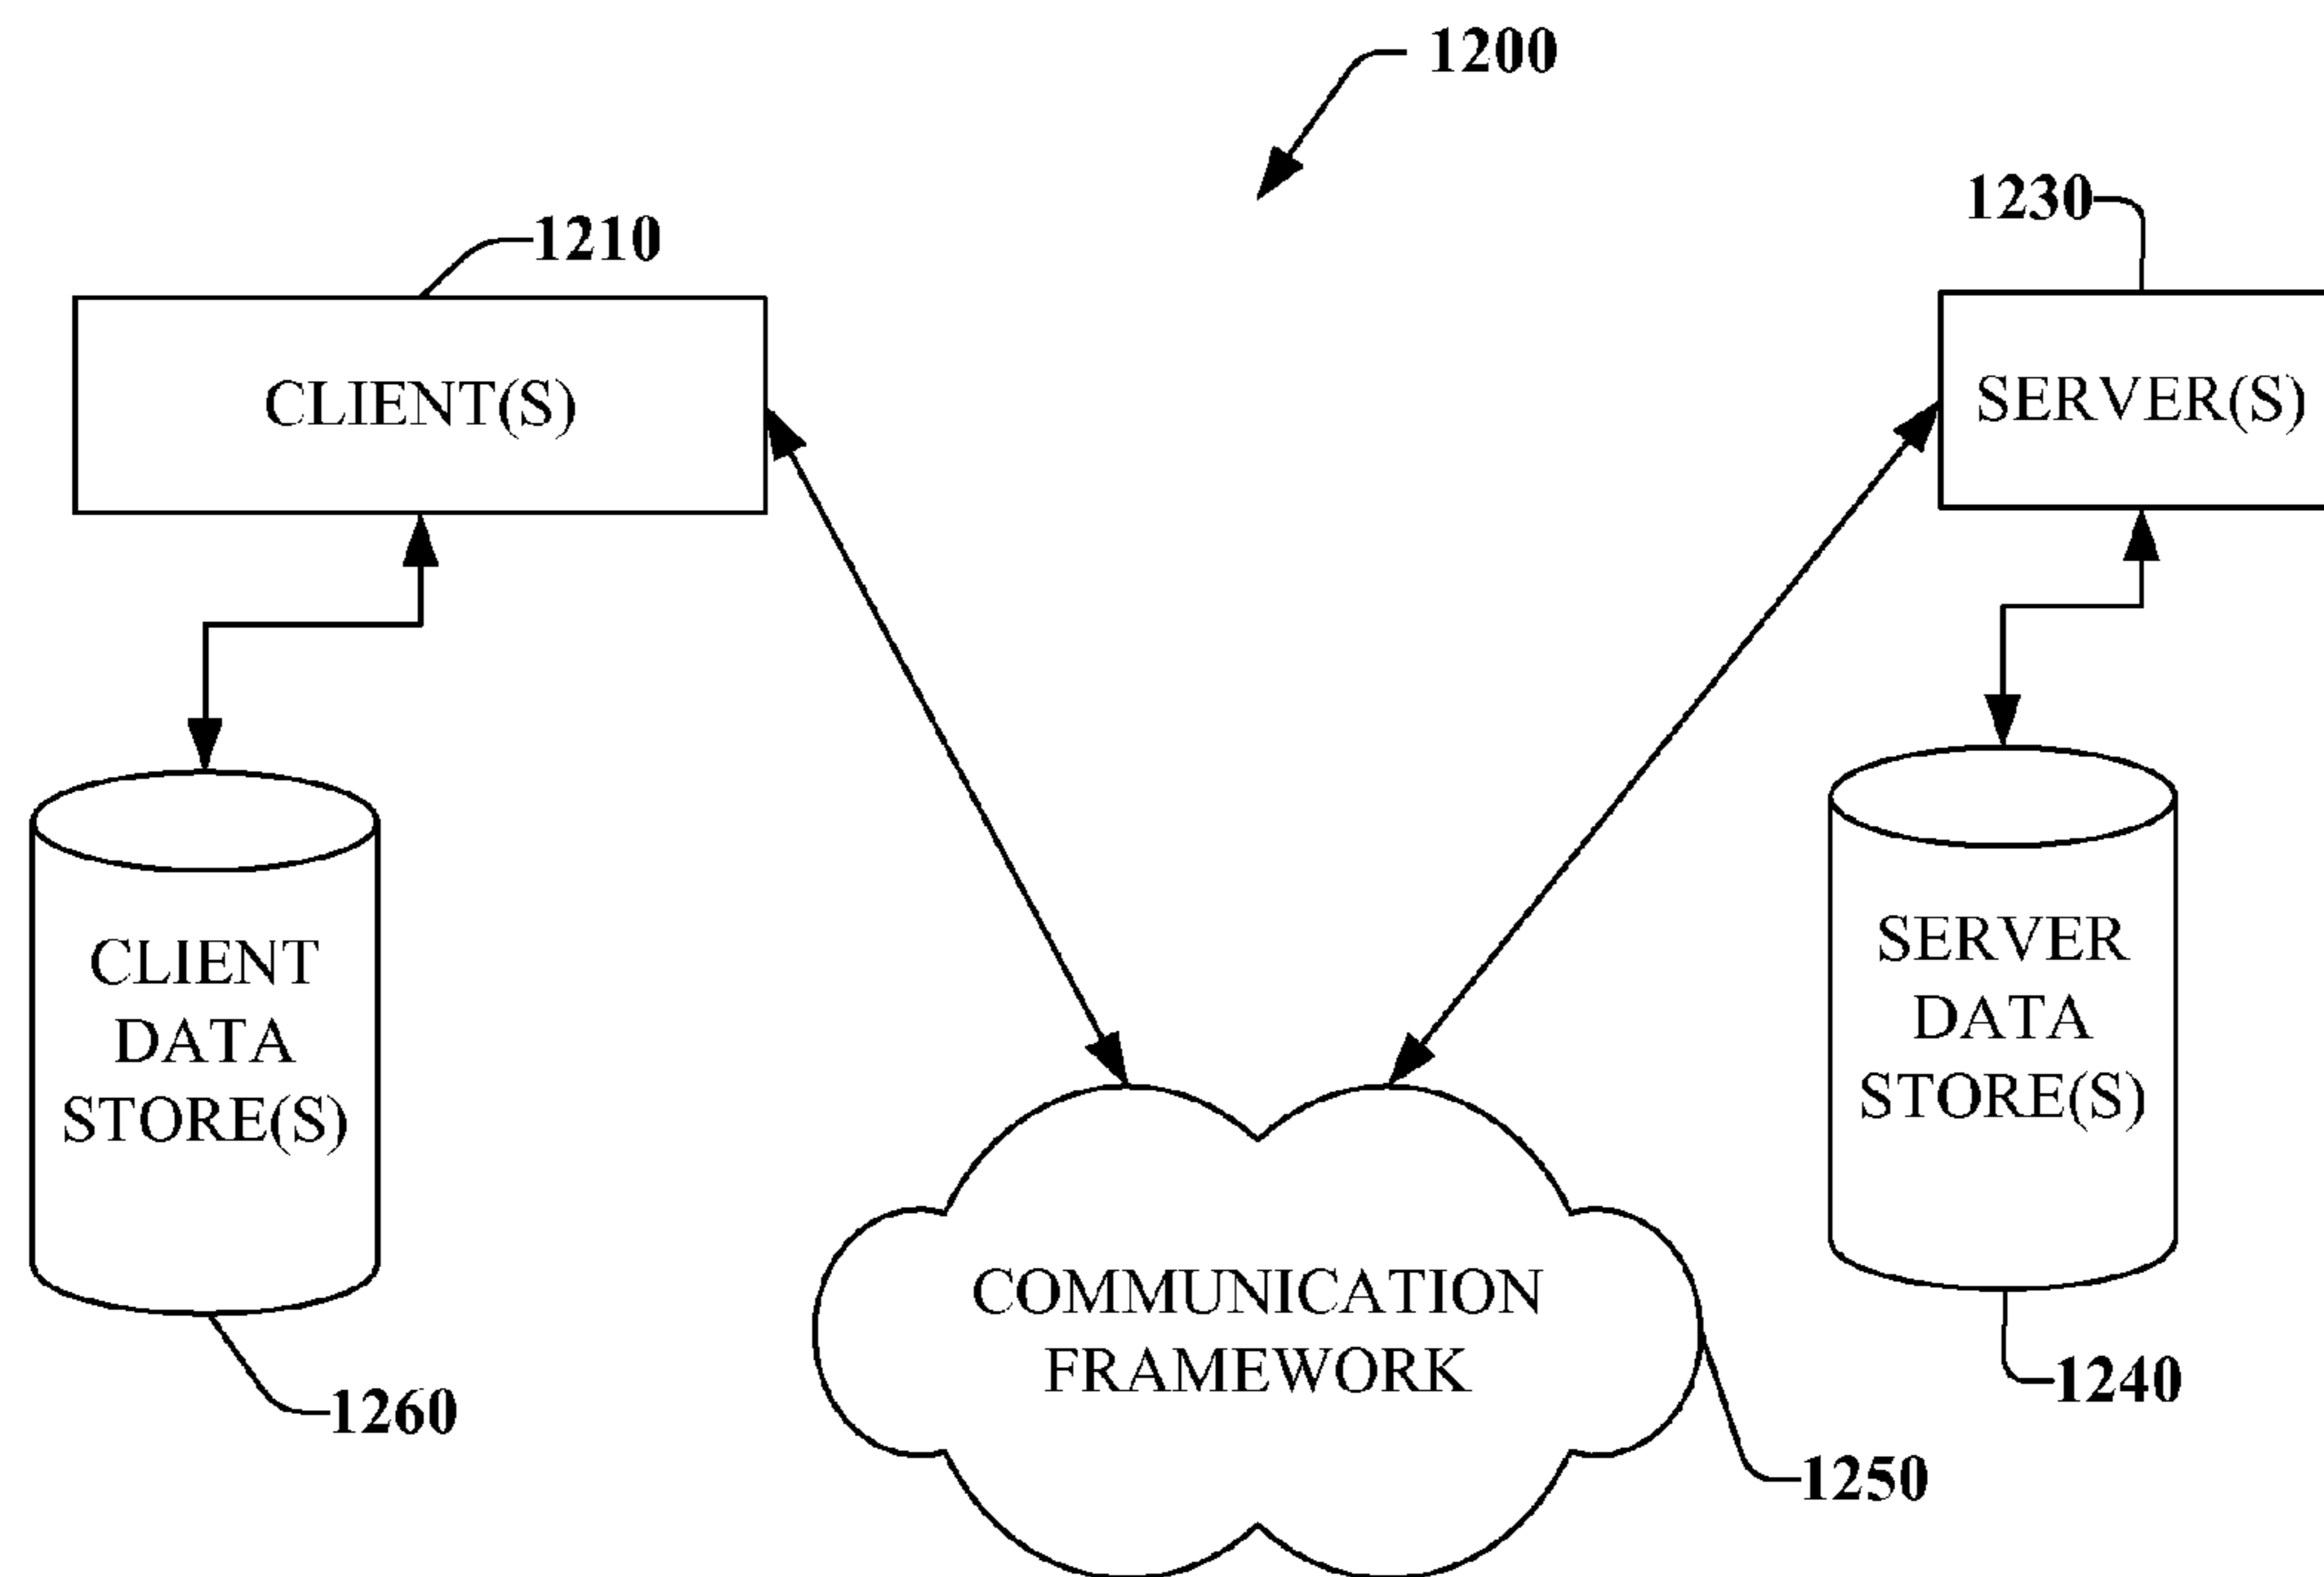 1200
1210
1230
CLIENT(S)
SERVER(S)
CLIENT
DATA
STORE(S)
SERVER
DATA
STORE(S)
COMMUNICATION
FRAMEWORK
1260
1240
1250